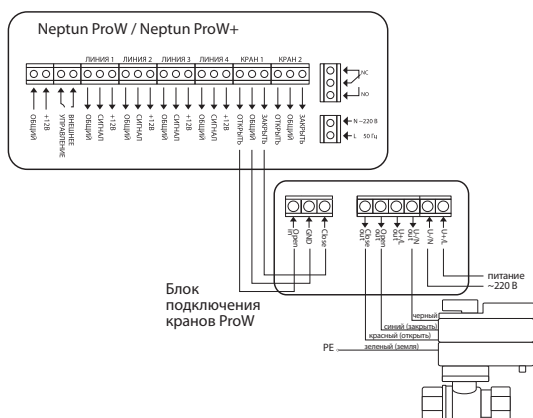 Neptun ProW / Neptun ProW+
ЛИНИЯ 1 ЛИНИЯ 2 ЛИНИЯ 3 ЛИНИЯ 4 КРАН 1 КРАН 2
NC
NO
N ~220 В
L 50 Гц
ОБЩИЙ
+12В
УПРАВЛЕНИЕ
ВНЕШНЕЕ
ОБЩИЙ
СИГНАЛ
+12В
ОБЩИЙ
СИГНАЛ
+12В
ОБЩИЙ
СИГНАЛ
+12В
ОБЩИЙ
СИГНАЛ
+12В
ОТКРЫТЬ
ОБЩИЙ
ЗАКРЫТЬ
ОТКРЫТЬ
ОБЩИЙ
ЗАКРЫТЬ
Open in
GND
Close
Close out
Open out
U+/L out
U-/N out
U-/N
U+/L
питание
~220 В
Блок
подключения
кранов ProW
черный
синий (закрыть)
красный (открыть)
зеленый (земля)
PE